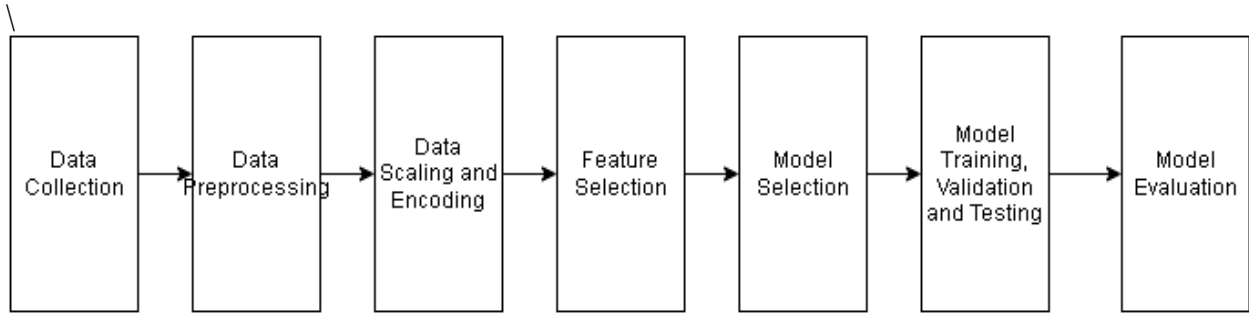 \
Data
Collection
Data
Preprocessing
Data
Scaling and
Encoding
Feature
Selection
Model
Selection
Model
Training,
Validation
and Testing
Model
Evaluation